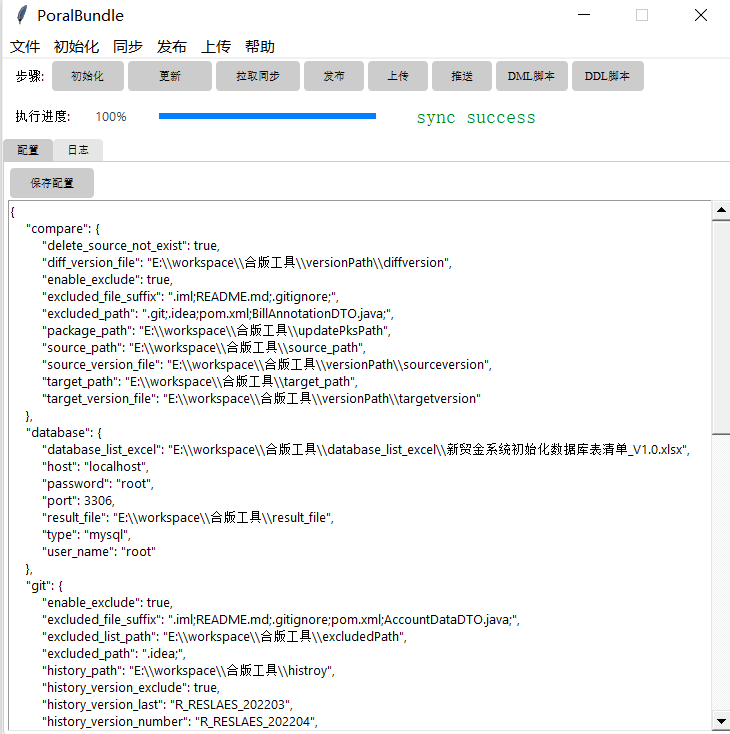 PoralBundle
文件 初始化 同步 发布 上传 帮助
步骤: 初始化 更新 拉取同步 发布 上传 推送 DML脚本 DDL脚本
执行进度: 100% sync success
配置 日志
保存配置
{
"compare": {
"delete_source_not_exist": true,
"diff_version_file": "E:\\workspace\\合版工具\\versionPath\\diffversion",
"enable_exclude": true,
"excluded_file_suffix": ".iml;README.md;.gitignore;",
"excluded_path": ".git;.idea;pom.xml;BillAnnotationDTO.java;",
"package_path": "E:\\workspace\\合版工具\\updatePksPath",
"source_path": "E:\\workspace\\合版工具\\source_path",
"source_version_file": "E:\\workspace\\合版工具\\versionPath\\sourceversion",
"target_path": "E:\\workspace\\合版工具\\target_path",
"target_version_file": "E:\\workspace\\合版工具\\versionPath\\targetversion"
},
"database": {
"database_list_excel": "E:\\workspace\\合版工具\\database_list_excel\\新贸金系统初始化数据库表清单_V1.0.xlsx",
"host": "localhost",
"password": "root",
"port": 3306,
"result_file": "E:\\workspace\\合版工具\\result_file",
"type": "mysql",
"user_name": "root"
},
"git": {
"enable_exclude": true,
"excluded_file_suffix": ".iml;README.md;.gitignore;pom.xml;AccountDataDTO.java;",
"excluded_list_path": "E:\\workspace\\合版工具\\excludedPath",
"excluded_path": ".idea;",
"history_path": "E:\\workspace\\合版工具\\histroy",
"history_version_exclude": true,
"history_version_last": "R_RESLAES_202203",
"history_version_number": "R_RESLAES_202204",